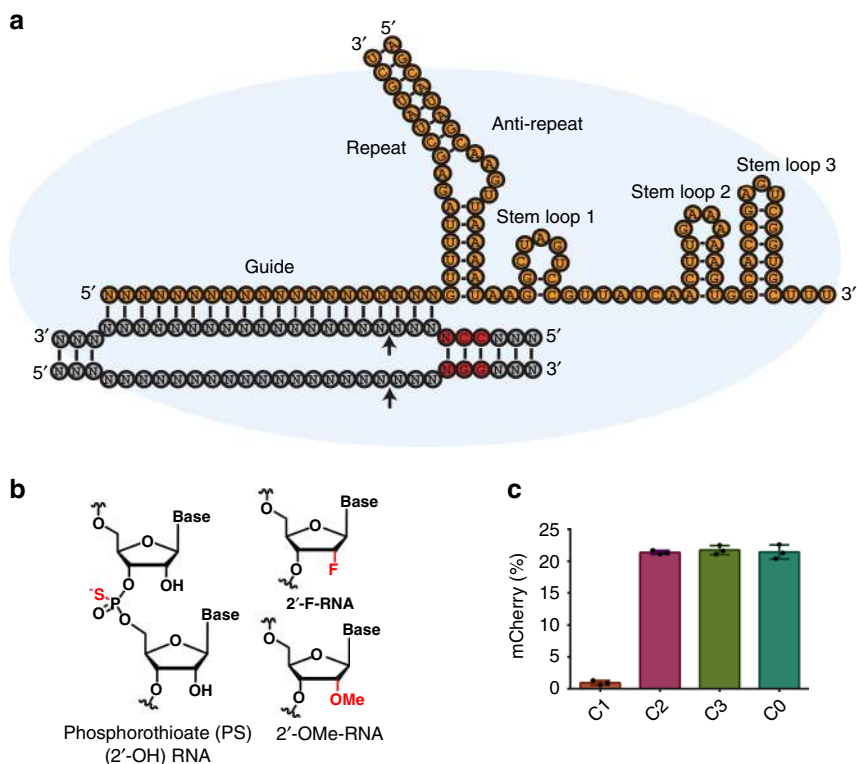 a
5′
3′
Anti-repeat
Repeat
Stem loop 3
Stem loop 2
Stem loop 1
Guide
5′
3′
3′
NCC
5′
5′
NGG
3′
b
Base
O
O
O
OH
⁻S
P
O
O
Base
O
O
OH
Phosphorothioate (PS)
(2′-OH) RNA
Base
O
O
O
F
2′-F-RNA
Base
O
O
O
OMe
2′-OMe-RNA
c
mCherry (%)
25
20
15
10
5
0
C1
C2
C3
C0